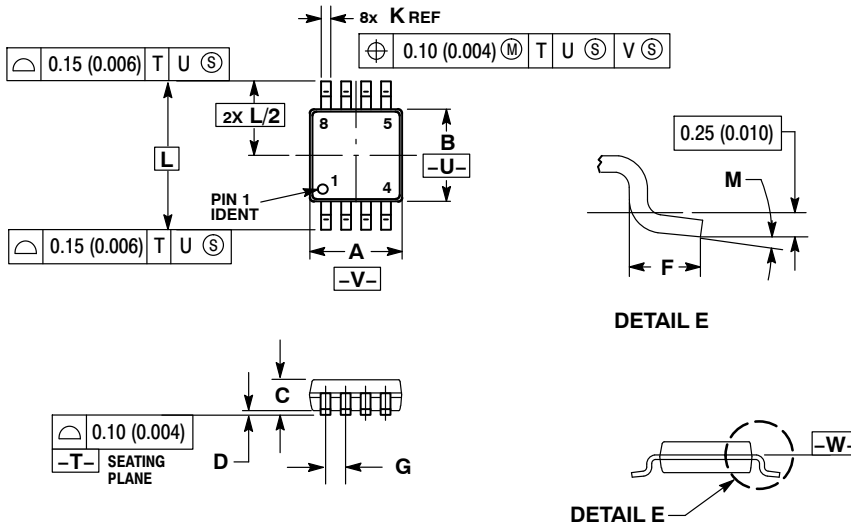 8x K REF
⌖ 0.10 (0.004) Ⓜ T U Ⓢ V Ⓢ
⌓ 0.15 (0.006) T U Ⓢ
2X L/2
8 5
B
–U–
L
1
4
PIN 1
IDENT
⌓ 0.15 (0.006) T U Ⓢ
A
–V–
0.25 (0.010)
M
F
DETAIL E
C
⌓ 0.10 (0.004)
–T– SEATING
PLANE
D
G
–W–
DETAIL E